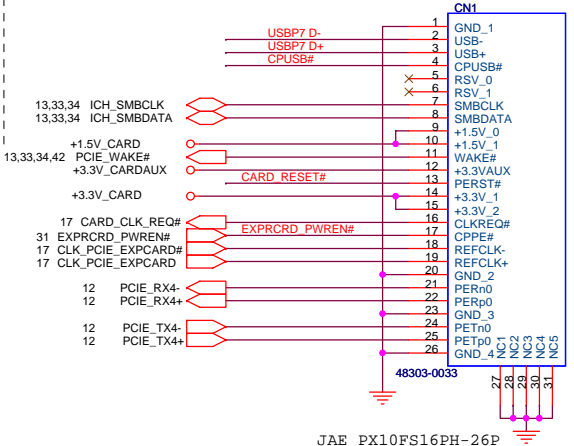 CN1
1 GND_1
USBP7 D- 2 USB-
USBP7 D+ 3 USB+
CPUSB# 4 CPUSB#
5 RSV_0
6 RSV_1
13,33,34 ICH_SMBCLK 7 SMBCLK
13,33,34 ICH_SMBDATA 8 SMBDATA
9 +1.5V_0
+1.5V_CARD 10 +1.5V_1
13,33,34,42 PCIE_WAKE# 11 WAKE#
+3.3V_CARDAUX 12 +3.3VAUX
CARD_RESET# 13 PERST#
+3.3V_CARD 14 +3.3V_1
15 +3.3V_2
17 CARD_CLK_REQ# 16 CLKREQ#
31 EXPRCRD_PWREN# EXPRCRD_PWREN# 17 CPPE#
17 CLK_PCIE_EXPCARD# 18 REFCLK-
17 CLK_PCIE_EXPCARD 19 REFCLK+
20 GND_2
12 PCIE_RX4- 21 PERn0
12 PCIE_RX4+ 22 PERp0
23 GND_3
12 PCIE_TX4- 24 PETn0
12 PCIE_TX4+ 25 PETp0
26 GND_4
NC1 NC2 NC3 NC4 NC5
27 28 29 30 31
48303-0033
JAE PX10FS16PH-26P